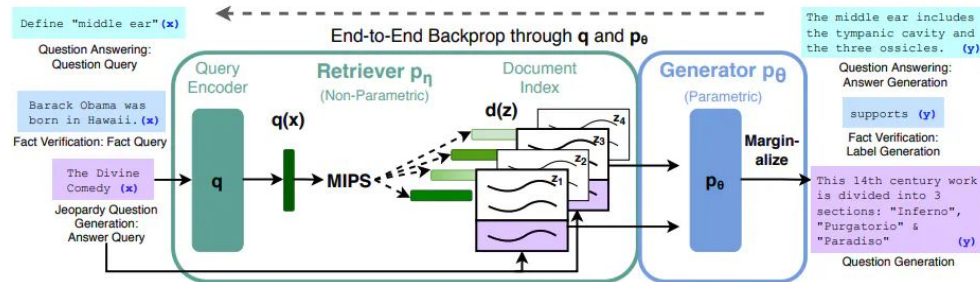 Define "middle ear" (x)
Question Answering:
Question Query
Barack Obama was
born in Hawaii. (x)
Fact Verification: Fact Query
The Divine
Comedy (x)
Jeopardy Question
Generation:
Answer Query
End-to-End Backprop through q and pθ
Query
Encoder
q
q(x)
Retriever pη
(Non-Parametric)
MIPS
Document
Index
d(z)
z4
z3
z2
z1
Generator pθ
(Parametric)
pθ
Margin-
alize
The middle ear includes
the tympanic cavity and
the three ossicles. (y)
Question Answering:
Answer Generation
supports (y)
Fact Verification:
Label Generation
This 14th century work
is divided into 3
sections: "Inferno",
"Purgatorio" &
"Paradiso" (y)
Question Generation